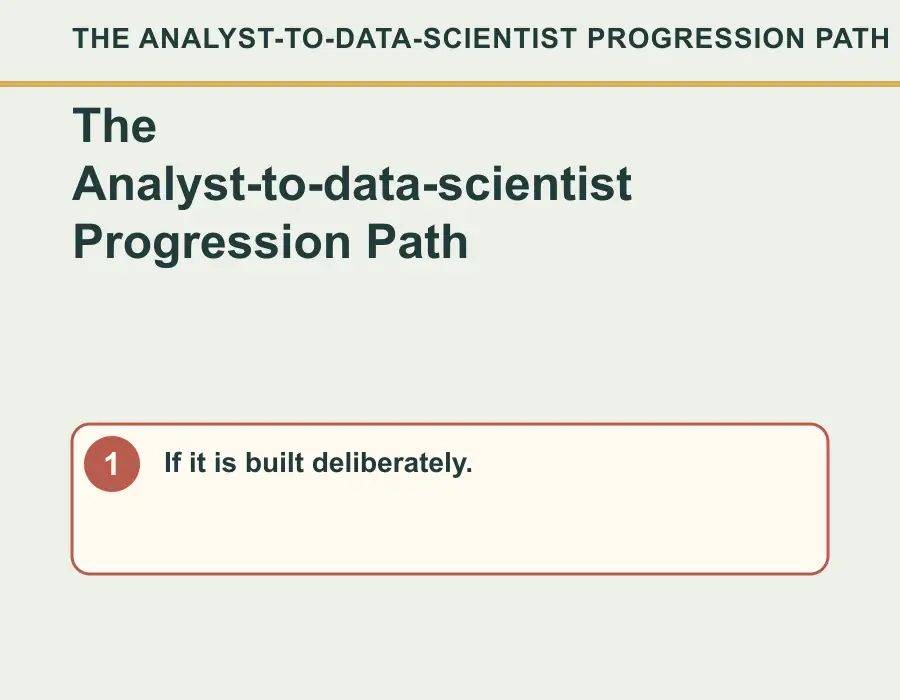 THE ANALYST-TO-DATA-SCIENTIST PROGRESSION PATH
The
Analyst-to-data-scientist
Progression Path
1 If it is built deliberately.